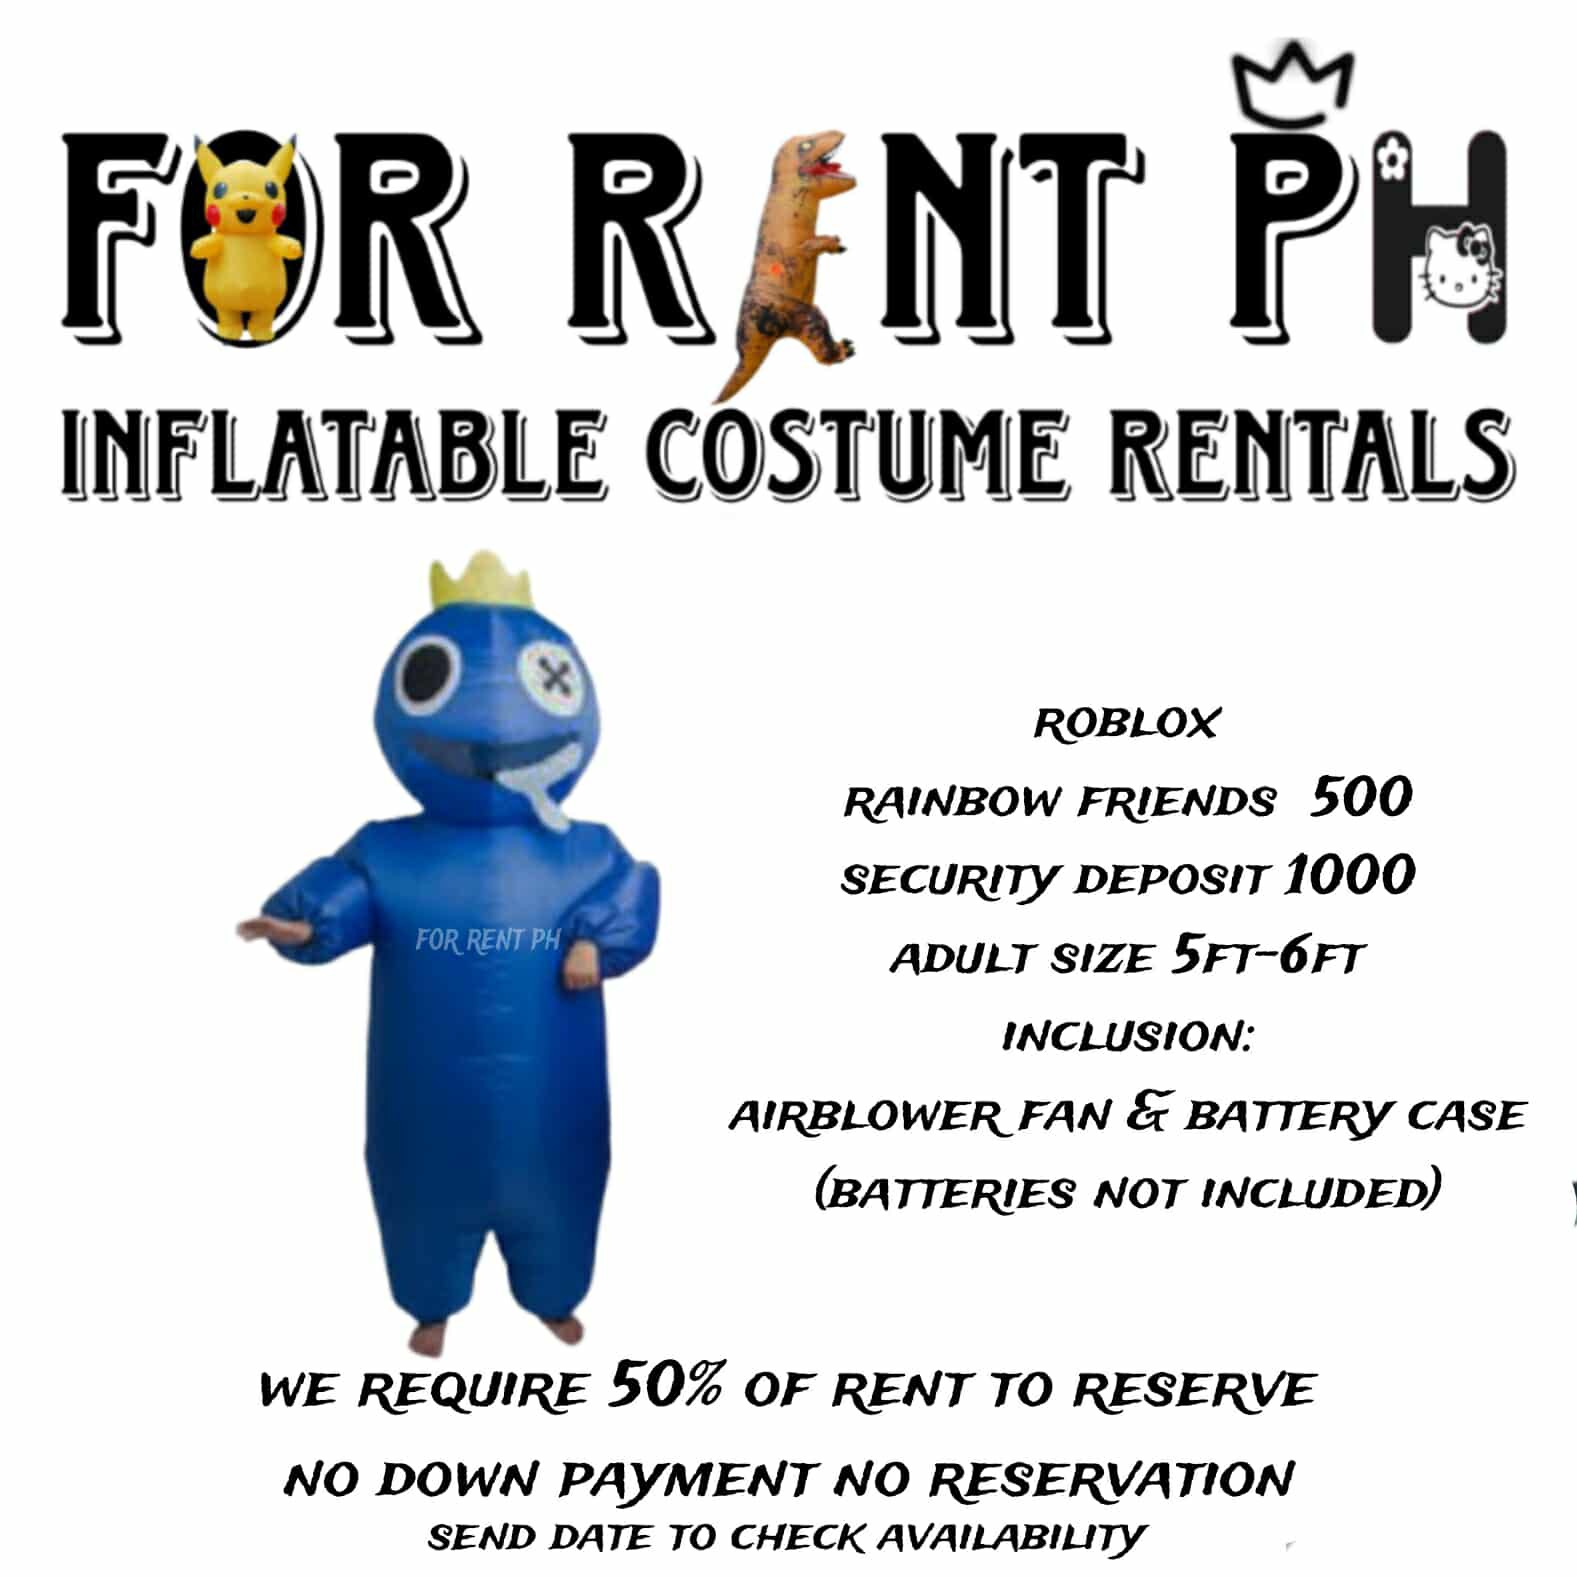 FOR RENT PH
INFLATABLE COSTUME RENTALS
ROBLOX
RAINBOW FRIENDS 500
SECURITY DEPOSIT 1000
ADULT SIZE 5FT-6FT
INCLUSION:
AIRBLOWER FAN & BATTERY CASE
(BATTERIES NOT INCLUDED)
FOR RENT PH
WE REQUIRE 50% OF RENT TO RESERVE
NO DOWN PAYMENT NO RESERVATION
SEND DATE TO CHECK AVAILABILITY